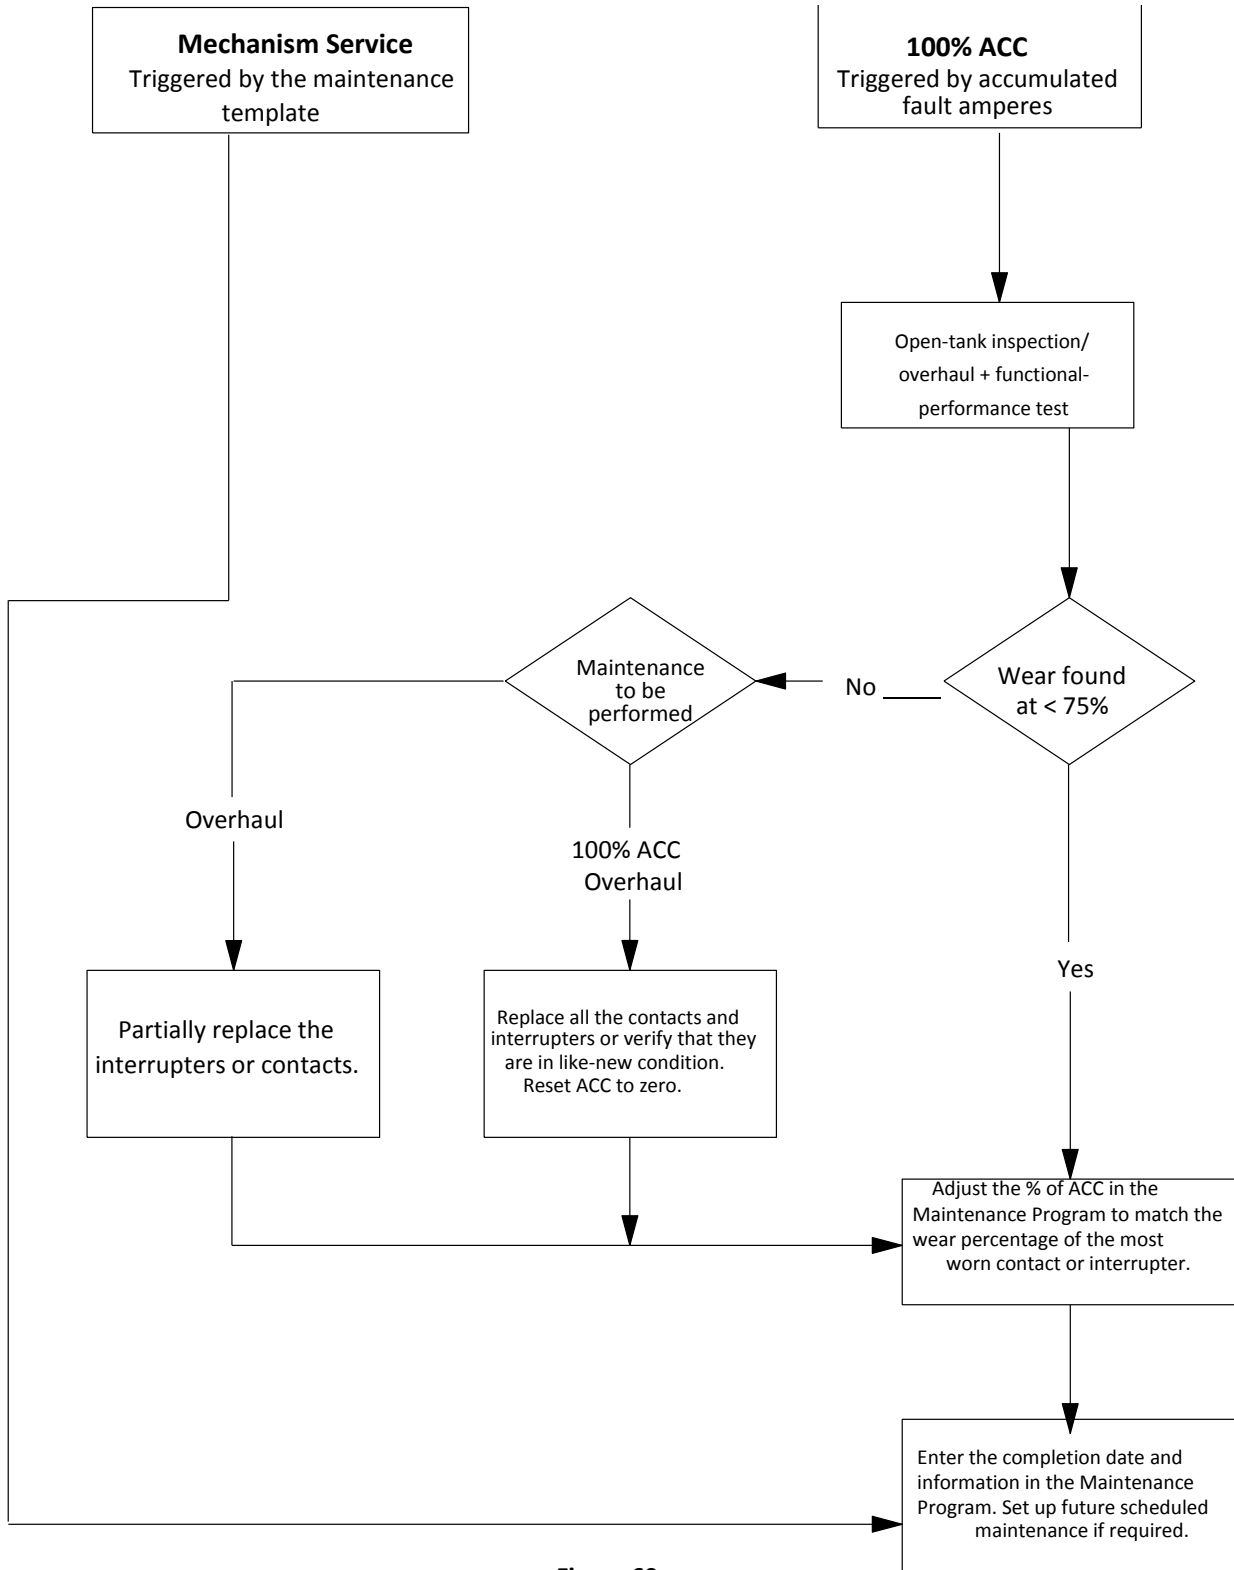 Mechanism Service
Triggered by the maintenance
template
100% ACC
Triggered by accumulated
fault amperes
Open-tank inspection/
overhaul + functional-
performance test
Wear found
at < 75%
No
Maintenance
to be
performed
Overhaul
100% ACC
Overhaul
Yes
Partially replace the
interrupters or contacts.
Replace all the contacts and
interrupters or verify that they
are in like-new condition.
Reset ACC to zero.
Adjust the % of ACC in the
Maintenance Program to match the
wear percentage of the most
worn contact or interrupter.
Enter the completion date and
information in the Maintenance
Program. Set up future scheduled
maintenance if required.